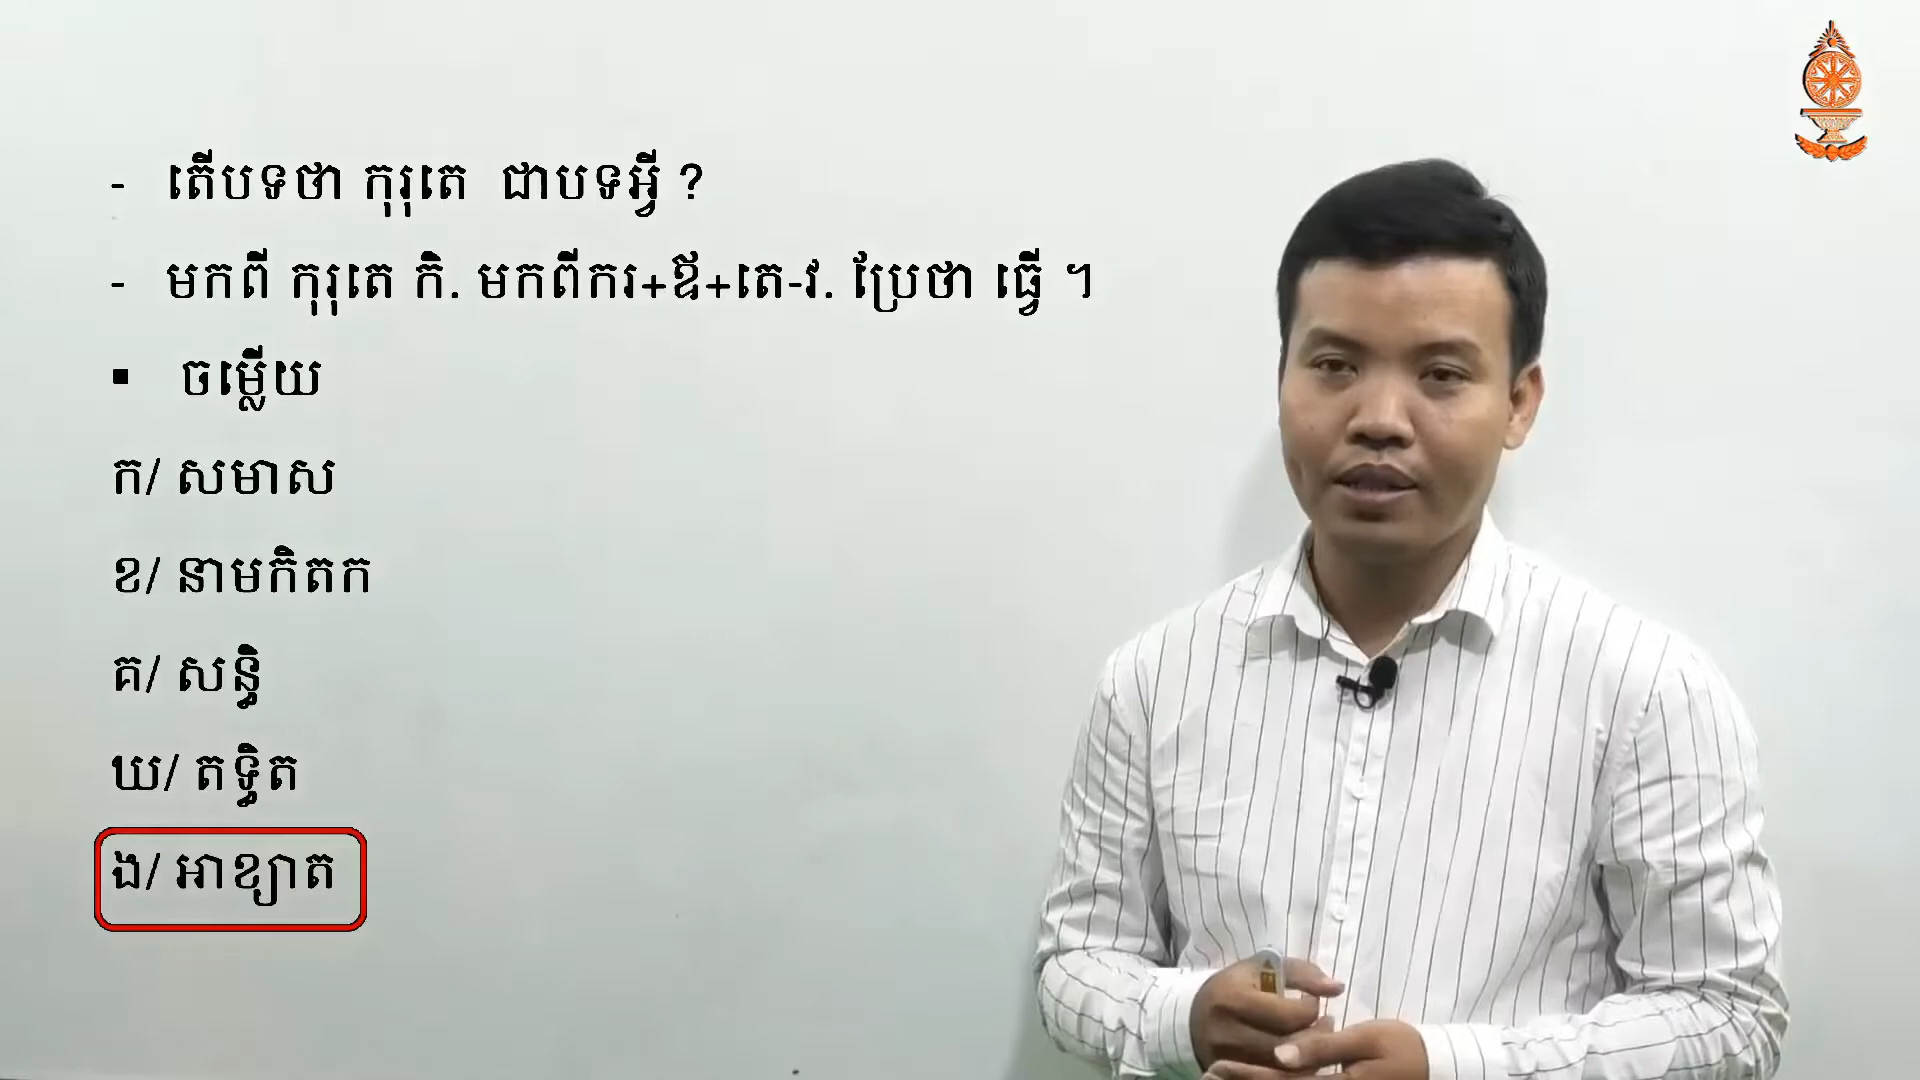 - តើបទថា កុរុតេ ជាបទអ្វី ?
- មកពី កុរុតេ កិ. មកពីករ+ឱ+តេ-វ. ប្រែថា ធ្វើ ។
▪ ចម្លើយ
ក/ សមាស
ខ/ នាមកិតក
គ/ សន្ធិ
ឃ/ តទ្ធិត
ង/ អាខ្យាត